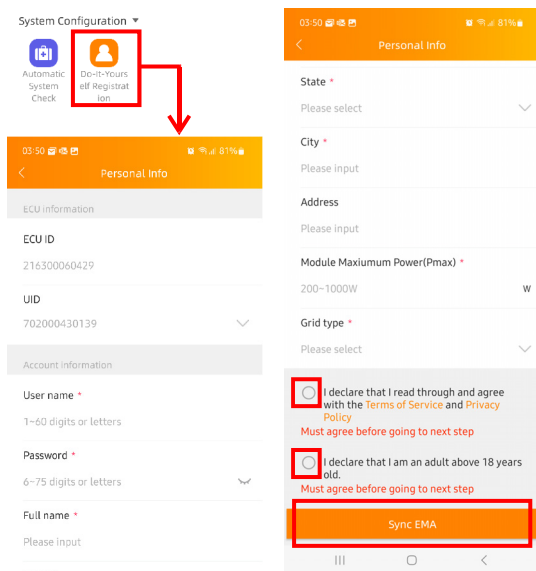 System Configuration
Automatic
System
Check
Do-It-Yours
elf Registrat
ion
03:50
81%
Personal Info
ECU information
ECU ID
216300060429
UID
702000430139
Account information
User name *
1~60 digits or letters
Password *
6~75 digits or letters
Full name *
Please input
03:50
81%
Personal Info
State *
Please select
City *
Please input
Address
Please input
Module Maxiumum Power(Pmax) *
200~1000W
W
Grid type *
Please select
I declare that I read through and agree
with the Terms of Service and Privacy
Policy
Must agree before going to next step
I declare that I am an adult above 18 years
old.
Must agree before going to next step
Sync EMA